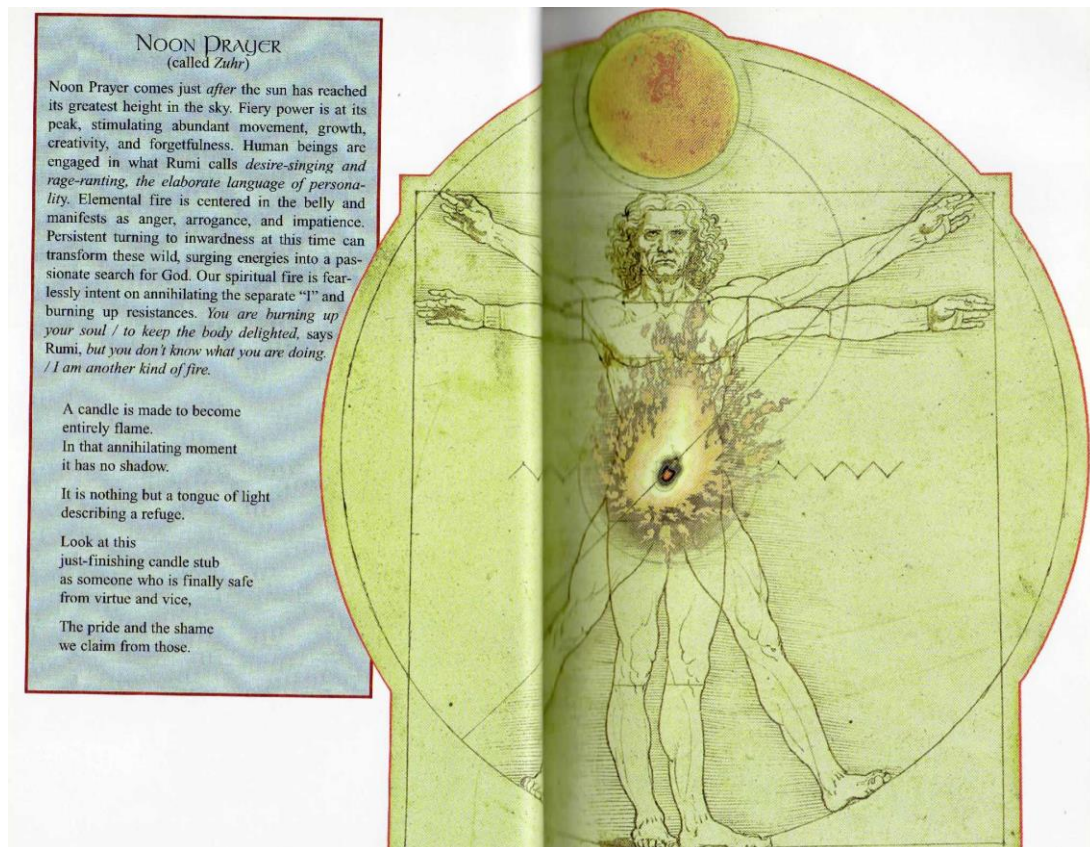 NOON PRAYER
(called Zuhr)
Noon Prayer comes just after the sun has reached
its greatest height in the sky. Fiery power is at its
peak, stimulating abundant movement, growth,
creativity, and forgetfulness. Human beings are
engaged in what Rumi calls desire-singing and
rage-ranting, the elaborate language of persona-
lity. Elemental fire is centered in the belly and
manifests as anger, arrogance, and impatience.
Persistent turning to inwardness at this time can
transform these wild, surging energies into a pas-
sionate search for God. Our spiritual fire is fear-
lessly intent on annihilating the separate “I” and
burning up resistances. You are burning up
your soul / to keep the body delighted, says
Rumi, but you don't know what you are doing.
/ I am another kind of fire.
A candle is made to become
entirely flame.
In that annihilating moment
it has no shadow.
It is nothing but a tongue of light
describing a refuge.
Look at this
just-finishing candle stub
as someone who is finally safe
from virtue and vice,
The pride and the shame
we claim from those.